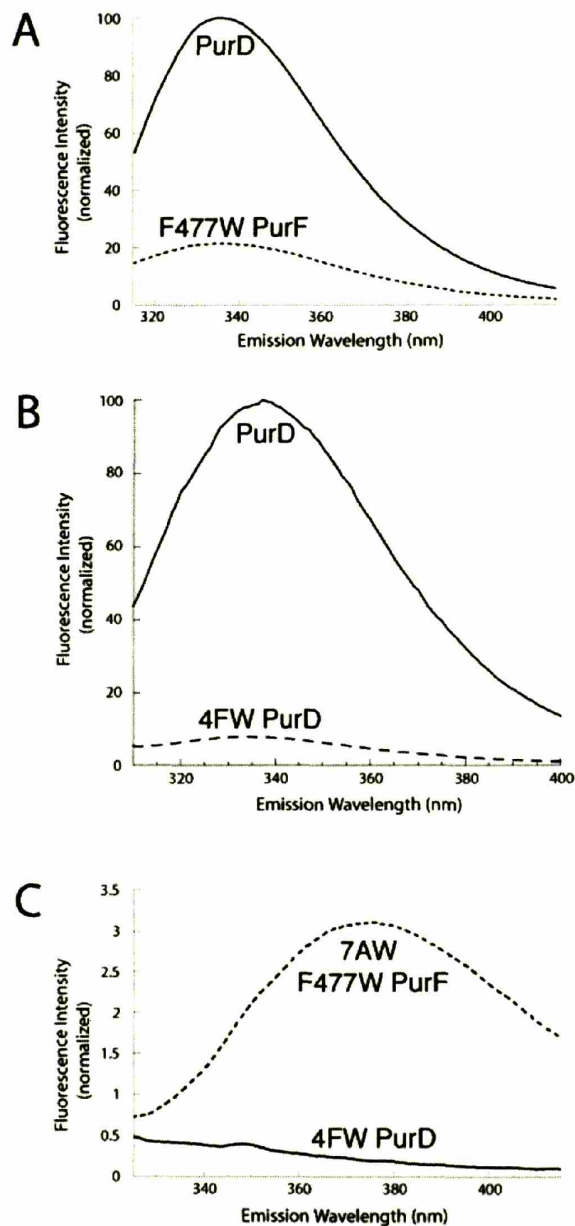 A
Fluorescence Intensity
(normalized)
100
80
60
40
20
0
PurD
F477W PurF
320 340 360 380 400
Emission Wavelength (nm)
B
Fluorescence Intensity
(normalized)
100
80
60
40
20
0
PurD
4FW PurD
320 340 360 380 400
Emission Wavelength (nm)
C
Fluorescence Intensity
(normalized)
3.5
3
2.5
2
1.5
1
0.5
0
7AW
F477W PurF
4FW PurD
340 360 380 400
Emission Wavelength (nm)